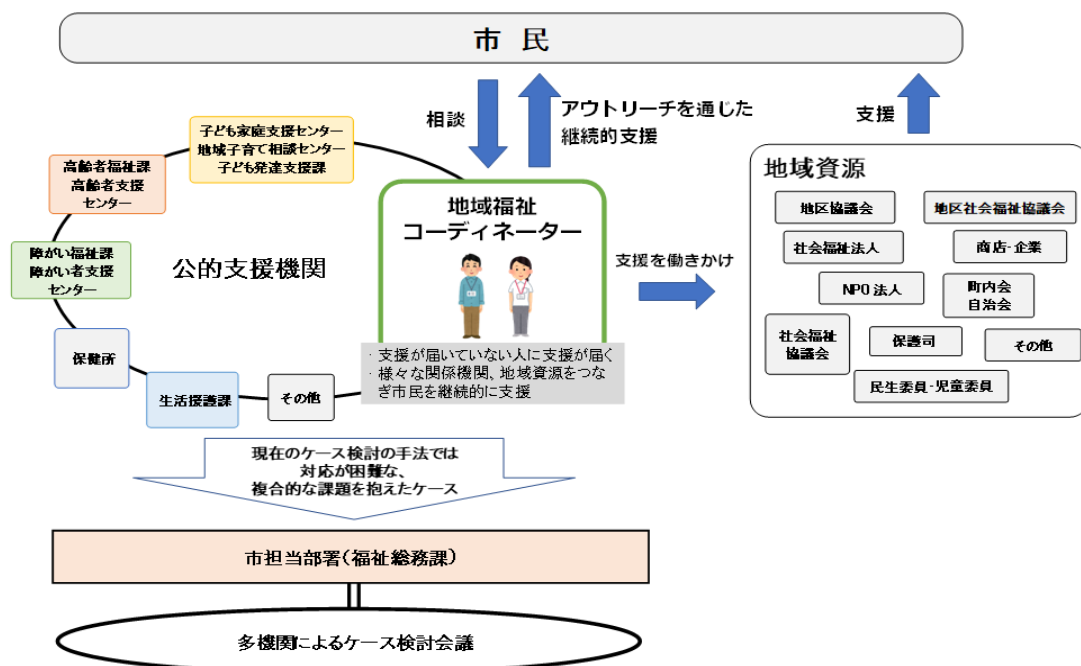 市 民
相談
アウトリーチを通じた
継続的支援
支援
子ども家庭支援センター
地域子育て相談センター
子ども発達支援課
高齢者福祉課
高齢者支援
センター
障がい福祉課
障がい者支援
センター
公的支援機関
保健所
生活援護課
その他
地域福祉
コーディネーター
・支援が届いていない人に支援が届く
・様々な関係機関、地域資源をつな
ぎ市民を継続的に支援
支援を働きかけ
地域資源
地区協議会
地区社会福祉協議会
社会福祉法人
商店・企業
NPO 法人
町内会
自治会
社会福祉
協議会
保護司
その他
民生委員・児童委員
現在のケース検討の手法では
対応が困難な、
複合的な課題を抱えたケース
市担当部署（福祉総務課）
多機関によるケース検討会議